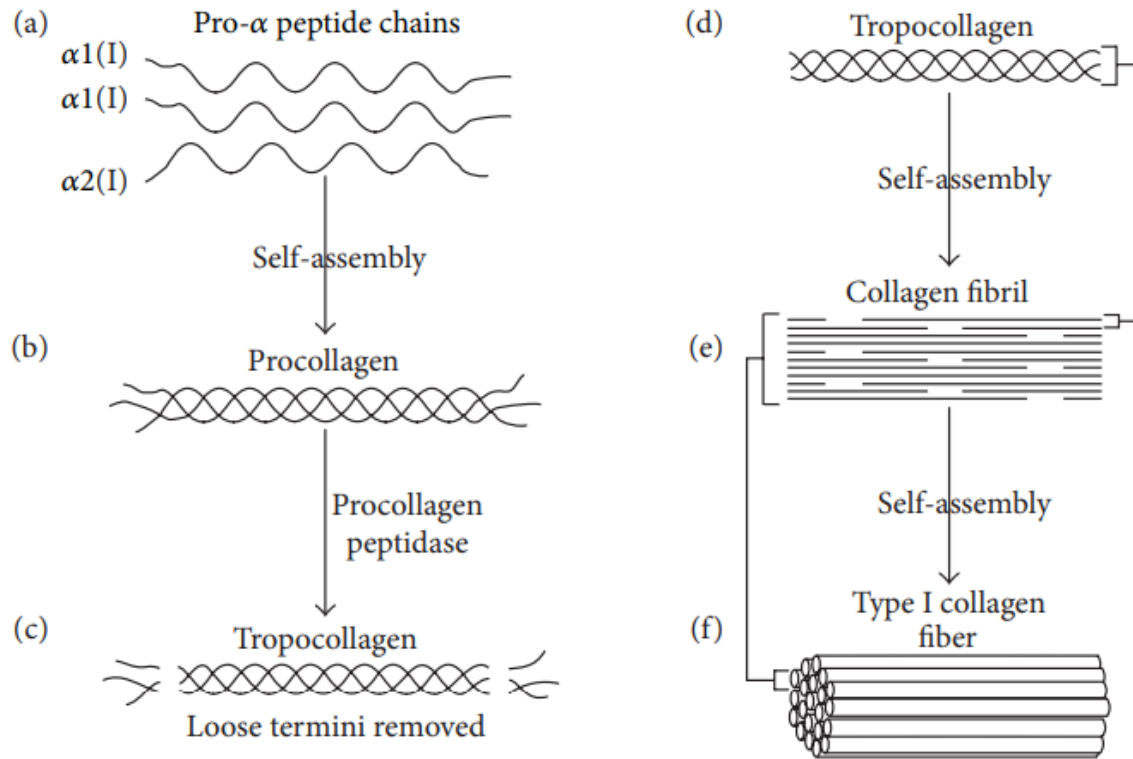 (a)
Pro-α peptide chains
α1(I)
α1(I)
α2(I)
Self-assembly
(b)
Procollagen
Procollagen
peptidase
(c)
Tropocollagen
Loose termini removed
(d)
Tropocollagen
Self-assembly
Collagen fibril
(e)
Self-assembly
Type I collagen
(f)
fiber